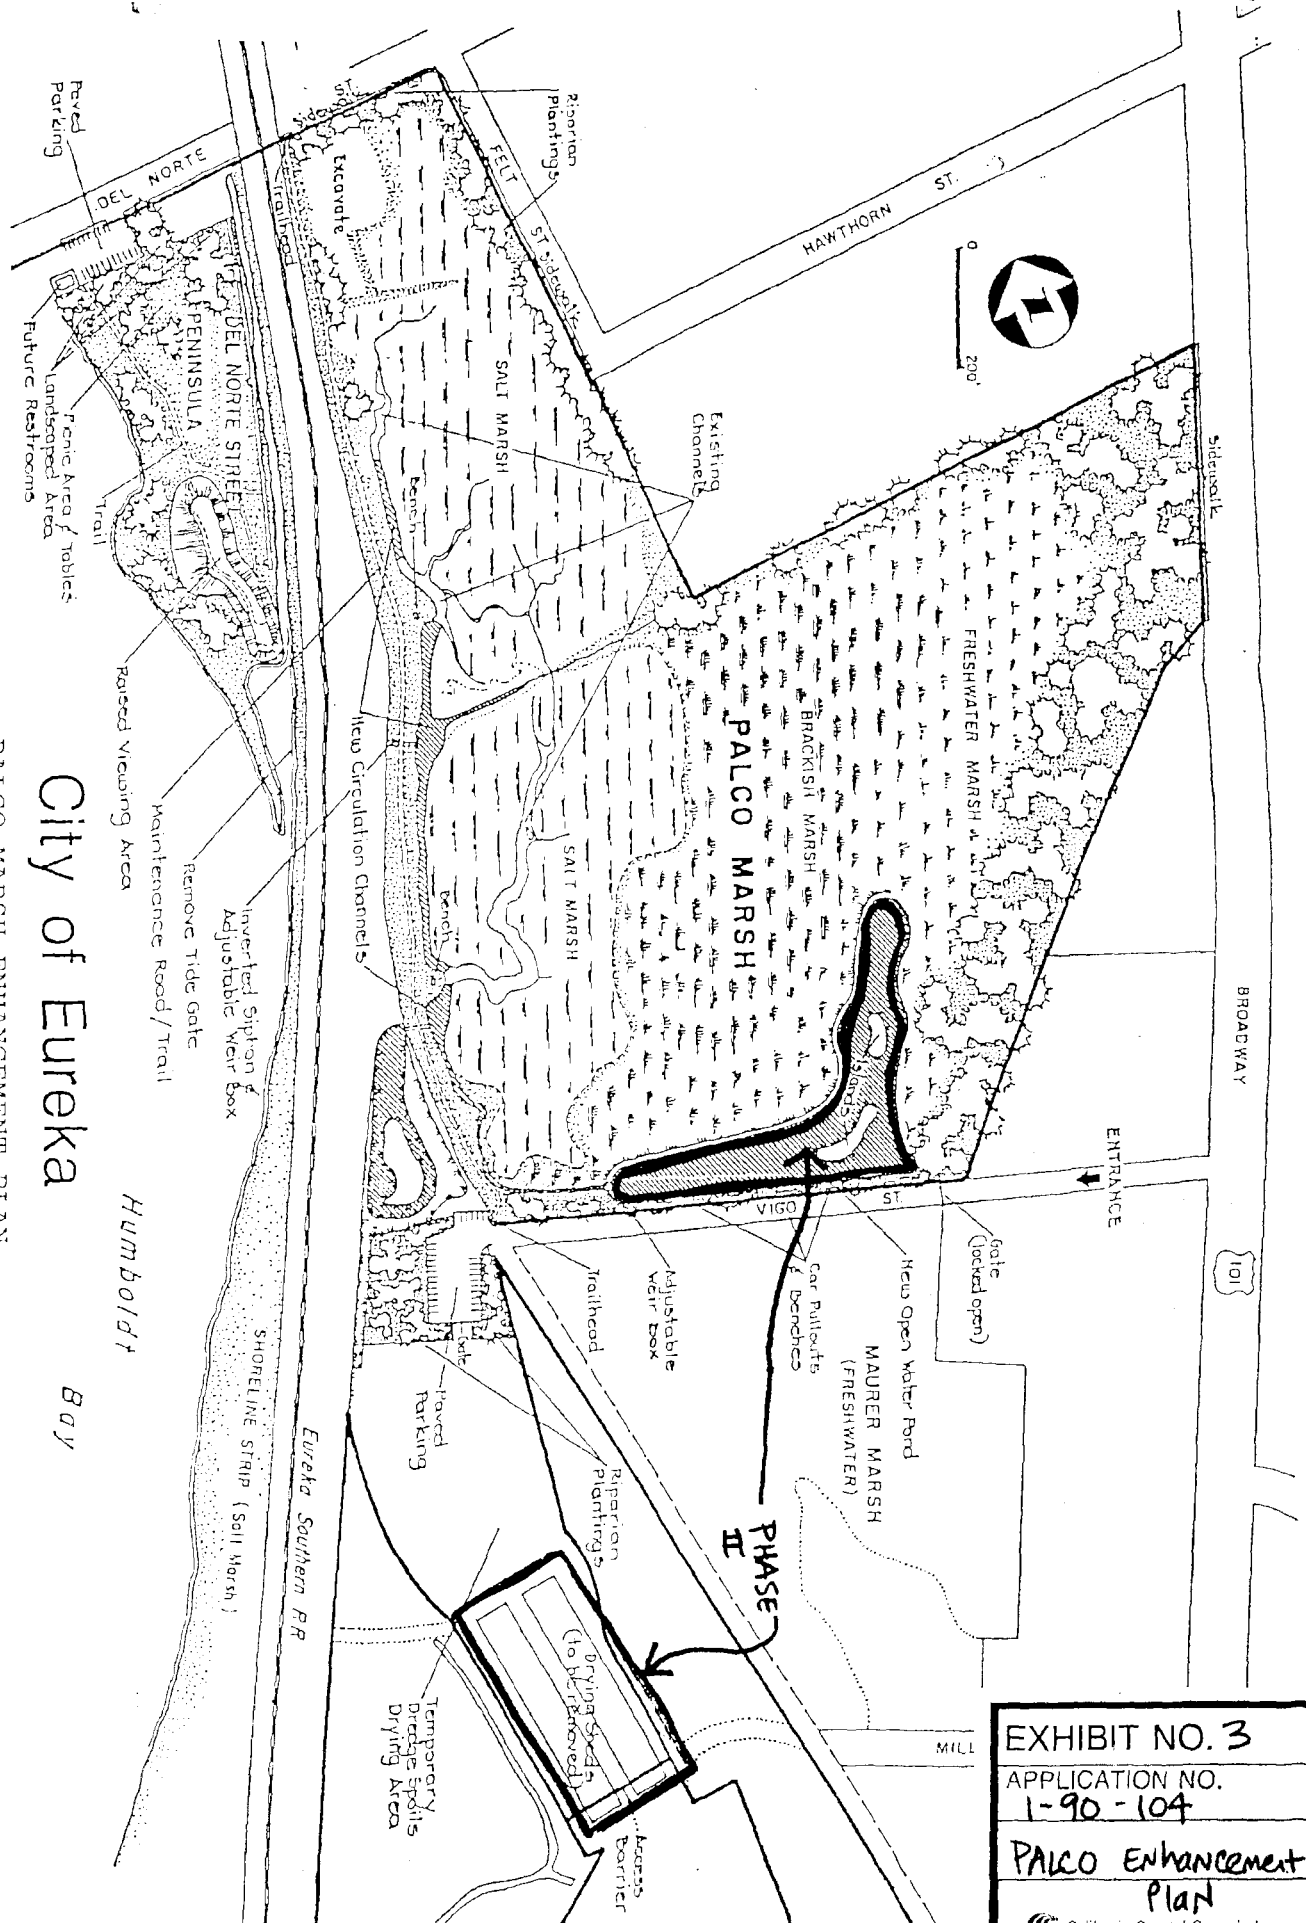 Paved
Parking
DEL NORTE
Trailhead
Excavate
Riparian
Plantings
FELT
ST.
Sidewalk
HAWTHORN
ST.
0
200'
Sidewalk
BROADWAY
ENTRANCE
101
DEL NORTE STREET
PENINSULA
Future Restrooms
Landscaped Area
Picnic Area / Tables
Trail
Raised Viewing Area
Maintenance Road/Trail
Remove Tide Gate
Inverted Siphon &
Adjustable Weir Box
New Circulation Channels
SALT MARSH
Bench
Existing
Channels
SALT MARSH
Bench
PALCO MARSH
BRACKISH MARSH
FRESHWATER MARSH
Islands
VIGO
ST.
Gate
(locked open)
New Open Water Pond
Car Pullouts
& Benches
Adjustable
Weir Box
Trailhead
MAURER MARSH
(FRESHWATER)
Gate
Paved
Parking
Riparian
Plantings
PHASE
II
Drying Sheds
(to be removed)
Temporary
Dredge Spoils
Drying Area
Access
Barrier
MILL
Eureka Southern R.R
SHORELINE STRIP (Salt Marsh)
Humboldt Bay
City of Eureka
PALCO MARSH ENHANCEMENT PLAN
EXHIBIT NO. 3
APPLICATION NO.
1-90-104
PALCO ENhANCement
PlaN